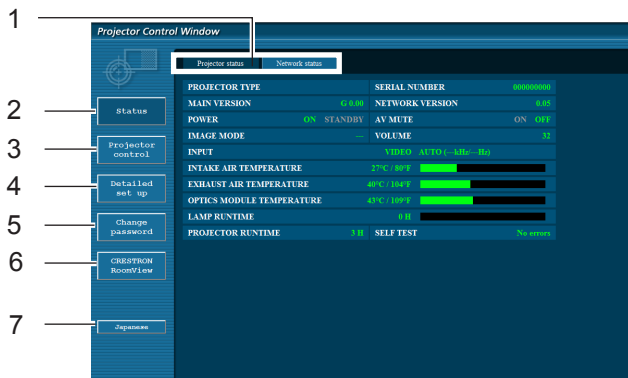 1
Projector Control Window
Projector status Network status
PROJECTOR TYPE SERIAL NUMBER 000000000
2 Status MAIN VERSION G 0.00 NETWORK VERSION 0.05
POWER ON STANDBY AV MUTE ON OFF
IMAGE MODE --- VOLUME 32
3 Projector
control
INPUT VIDEO AUTO (---kHz/---Hz)
INTAKE AIR TEMPERATURE 27°C / 80°F
4 Detailed
set up
EXHAUST AIR TEMPERATURE 40°C / 104°F
OPTICS MODULE TEMPERATURE 43°C / 109°F
5 Change
password
LAMP RUNTIME 0 H
PROJECTOR RUNTIME 3 H SELF TEST No errors
6 CRESTRON
RoomView
7 Japanese